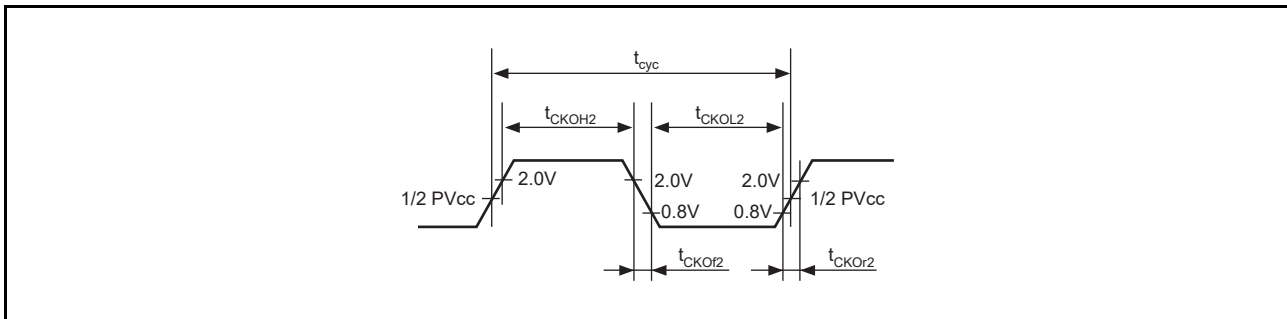 tcyc
tCKOH2 tCKOL2
2.0V 2.0V 2.0V
1/2 PVcc 1/2 PVcc
0.8V 0.8V
tCKOf2 tCKOr2